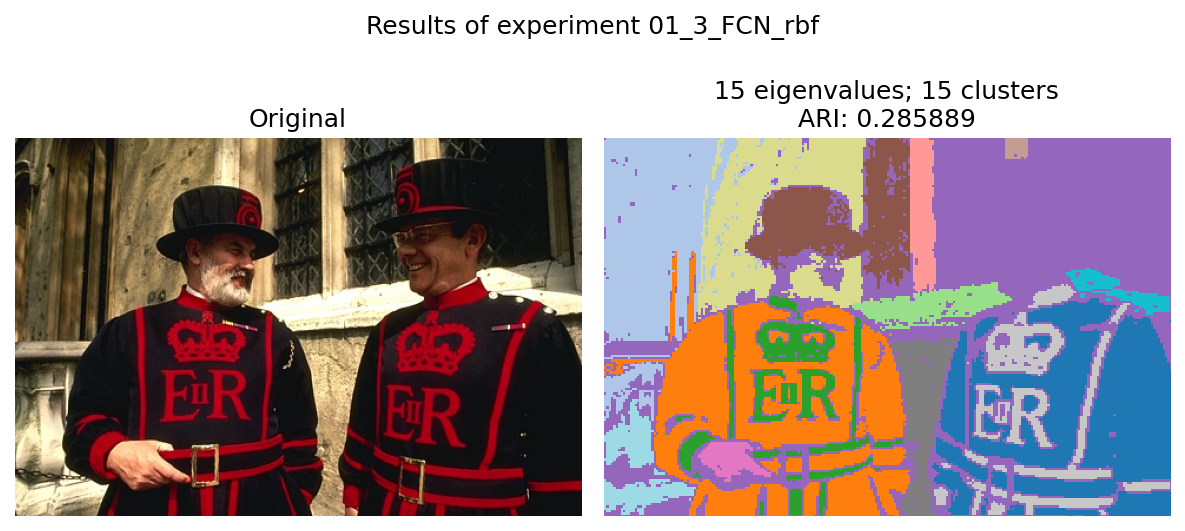 Results of experiment 01_3_FCN_rbf
Original
15 eigenvalues; 15 clusters
ARI: 0.285889
EIIR
EIIR
EIIR
EIIR